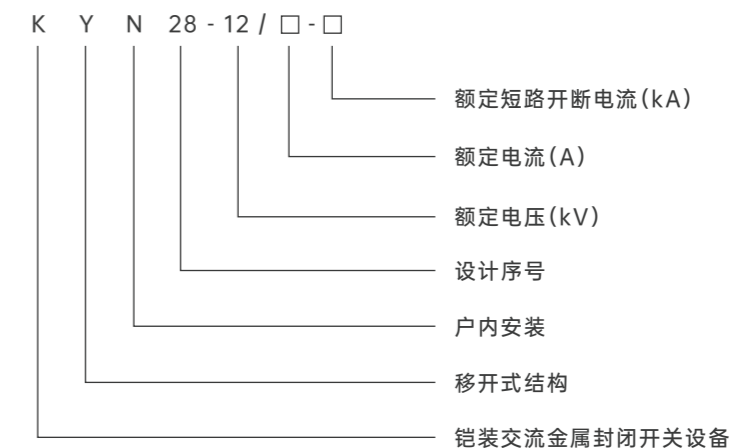 K Y N 28 - 12 / □ - □
额定短路开断电流(kA)
额定电流(A)
额定电压(kV)
设计序号
户内安装
移开式结构
铠装交流金属封闭开关设备